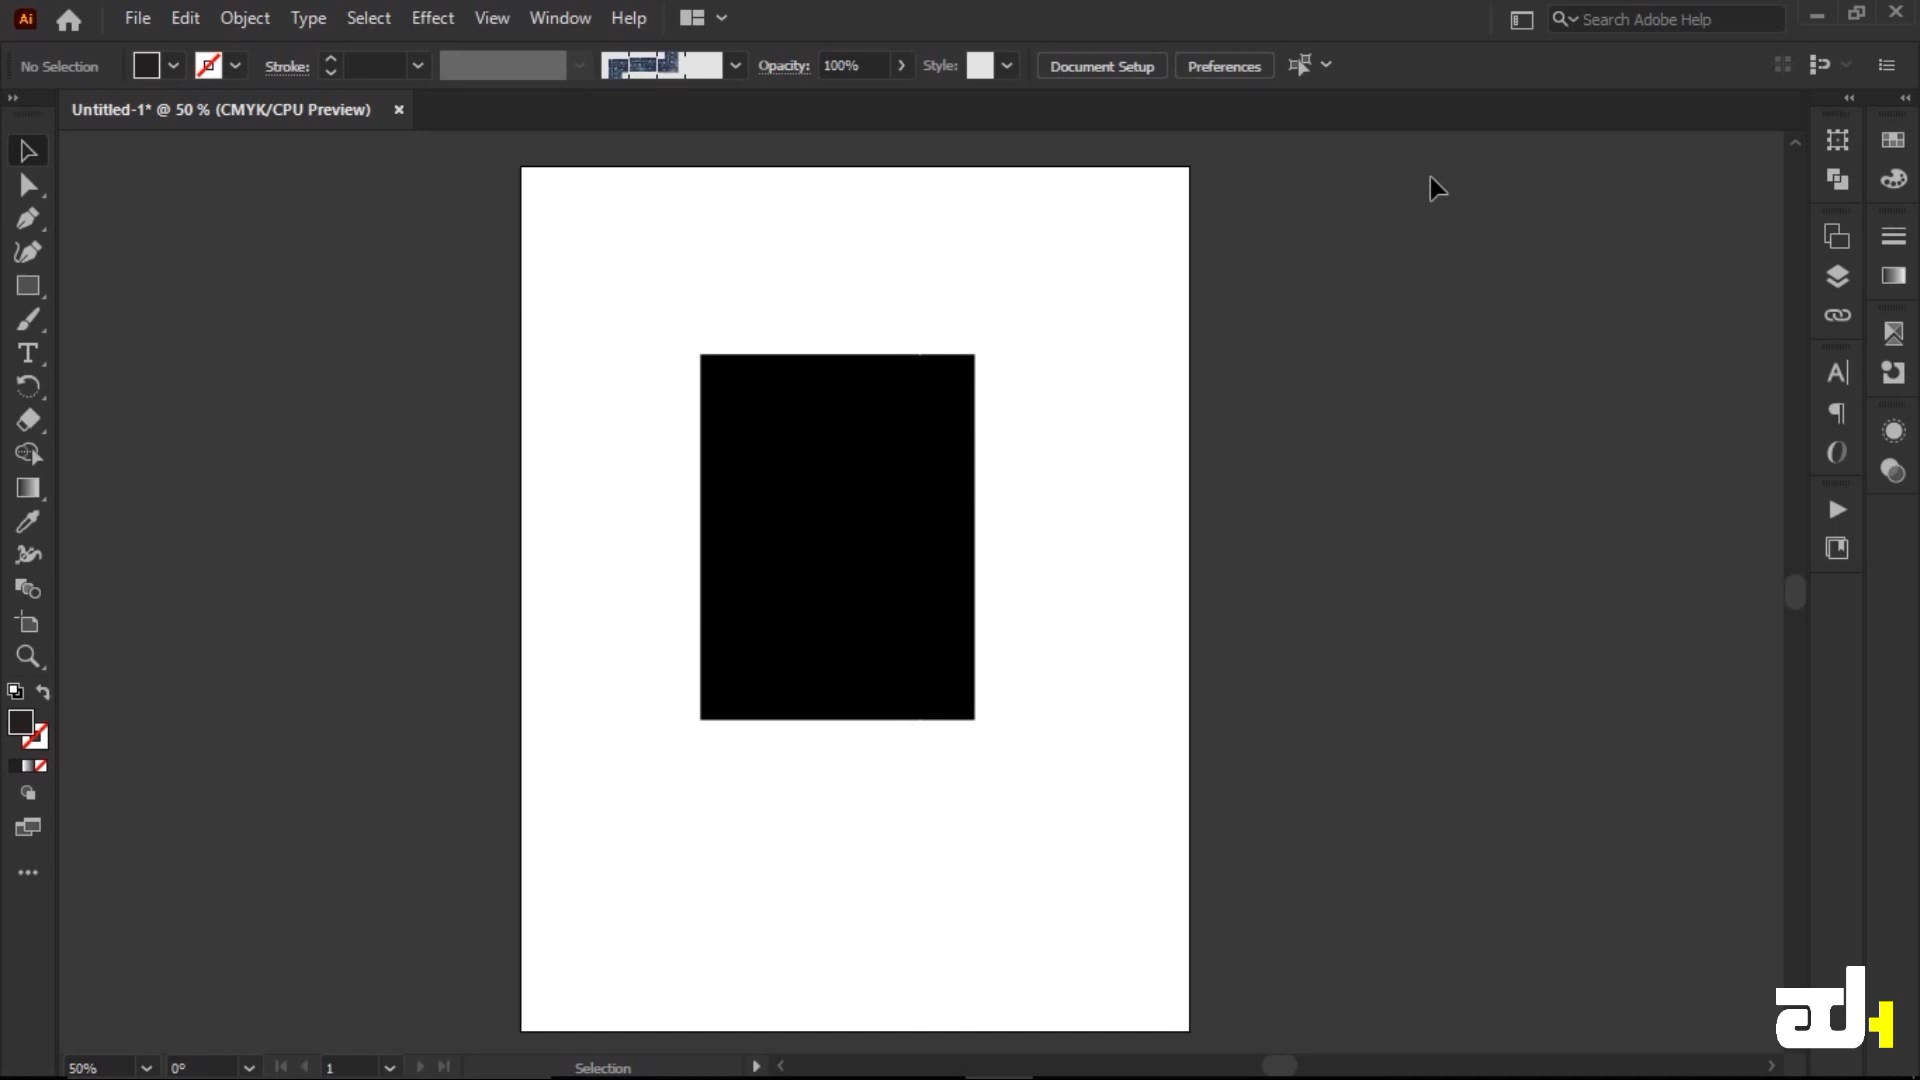 Ai
File Edit Object Type Select Effect View Window Help
Search Adobe Help
No Selection
Stroke:
Opacity: 100%
Style:
Document Setup
Preferences
Untitled-1* @ 50 % (CMYK/CPU Preview)
50%
0°
1
Selection